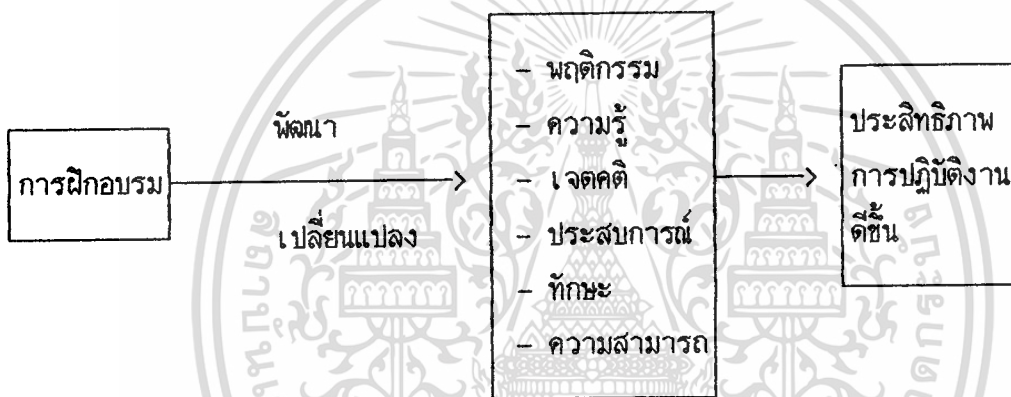 การฝึกอบรม
พัฒนา
เปลี่ยนแปลง
- พฤติกรรม
- ความรู้
- เจตคติ
- ประสบการณ์
- ทักษะ
- ความสามารถ
ประสิทธิภาพ
การปฏิบัติงาน
ดีขึ้น